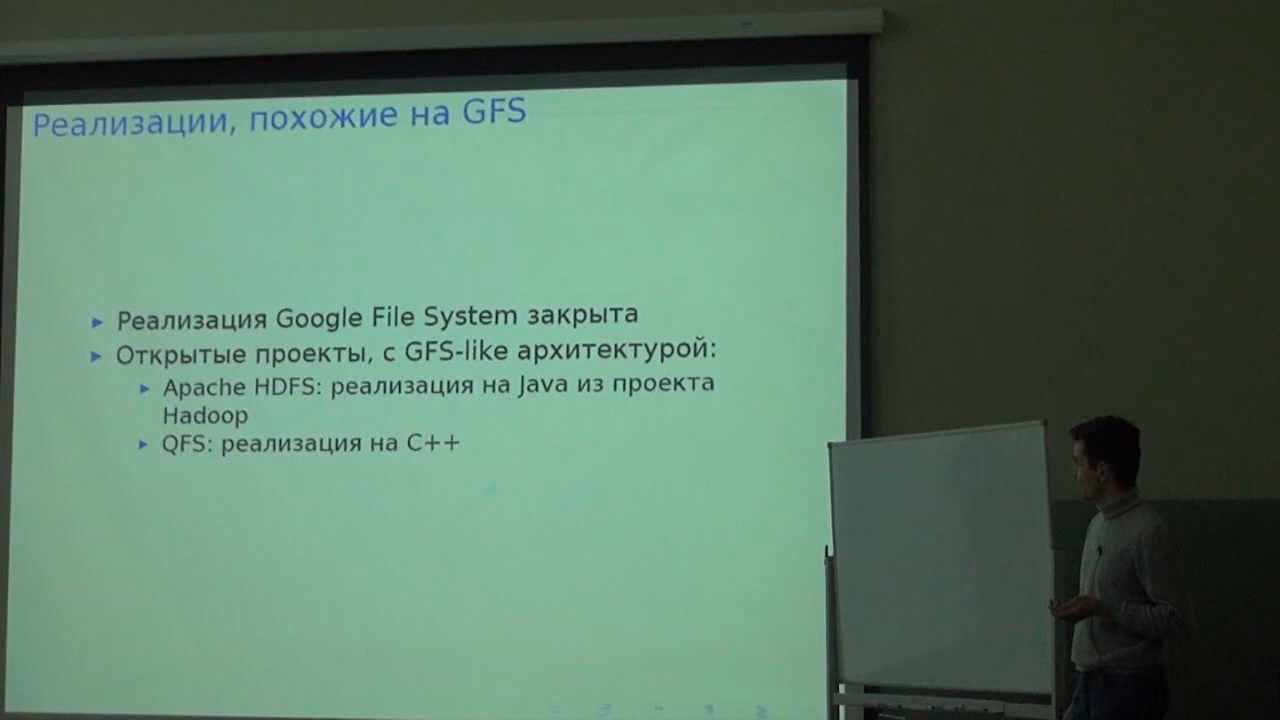 Реализации, похожие на GFS
Реализация Google File System закрыта
Открытые проекты, с GFS-like архитектурой:
Apache HDFS: реализация на Java из проекта
Hadoop
QFS: реализация на C++